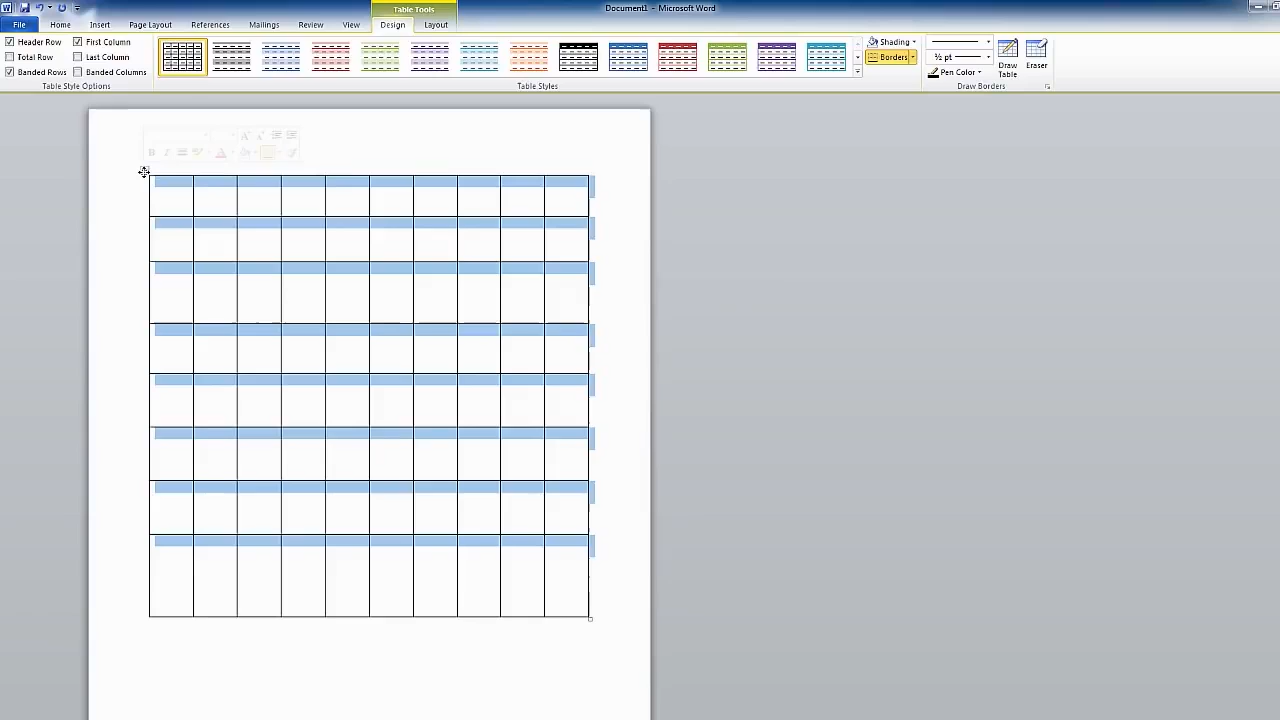 Table Tools
Document1 – Microsoft Word
File
Home
Insert
Page Layout
References
Mailings
Review
View
Design
Layout
Header Row
First Column
Total Row
Last Column
Banded Rows
Banded Columns
Table Style Options
Table Styles
Shading
Borders
½ pt
Pen Color
Draw Table
Eraser
Draw Borders
B I
A A
A